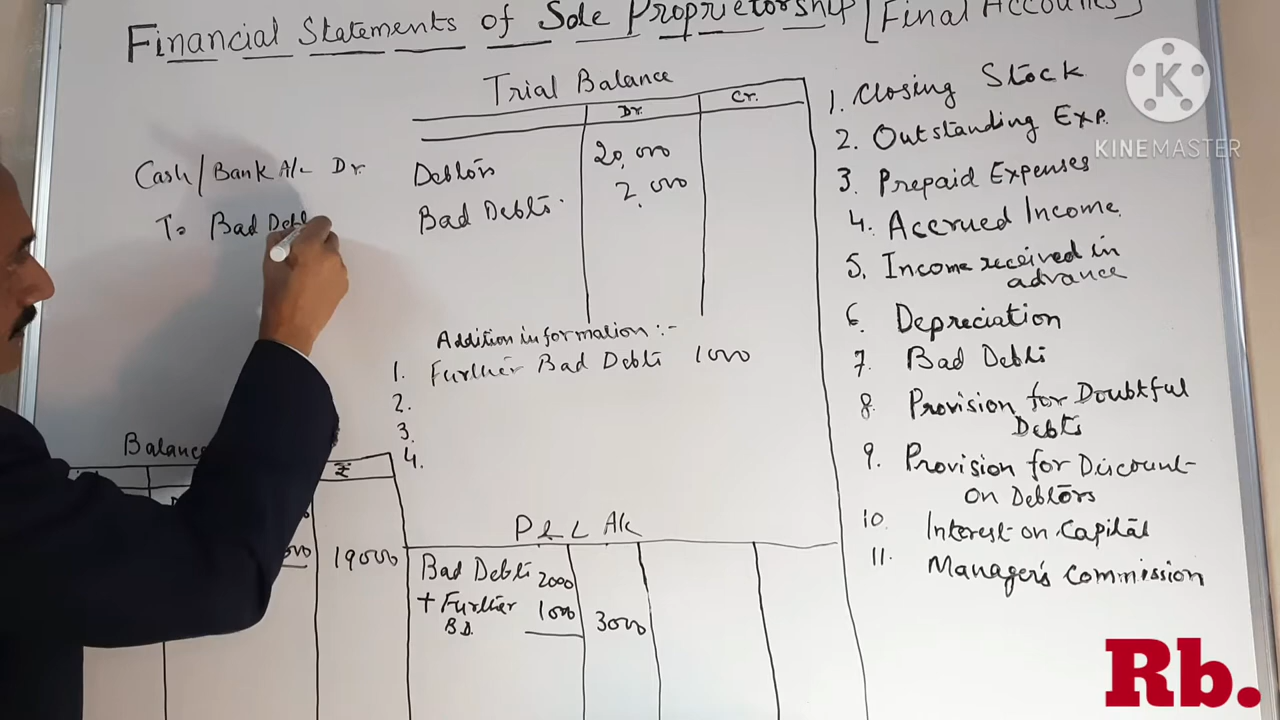 Financial Statements of Sole Proprietorship [Final Accounts]
Trial Balance
Dr. Cr.
Debtors 20,000
Bad Debts. 2,000
Cash/Bank A/c Dr.
To Bad Debts
Addition information :-
1. Further Bad Debts 1000
2.
3.
4.
Balance
₹
19000
P & L A/c
Bad Debts 2000
+ Further 1000 3000
B.D.
1. Closing Stock
2. Outstanding Exp.
3. Prepaid Expenses
4. Accrued Income
5. Income received in
advance
6. Depreciation
7. Bad Debts
8. Provision for Doubtful
Debts
9. Provision for Discount
on Debtors
10. Interest on Capital
11. Manager's Commission
K
KINEMASTER
Rb.